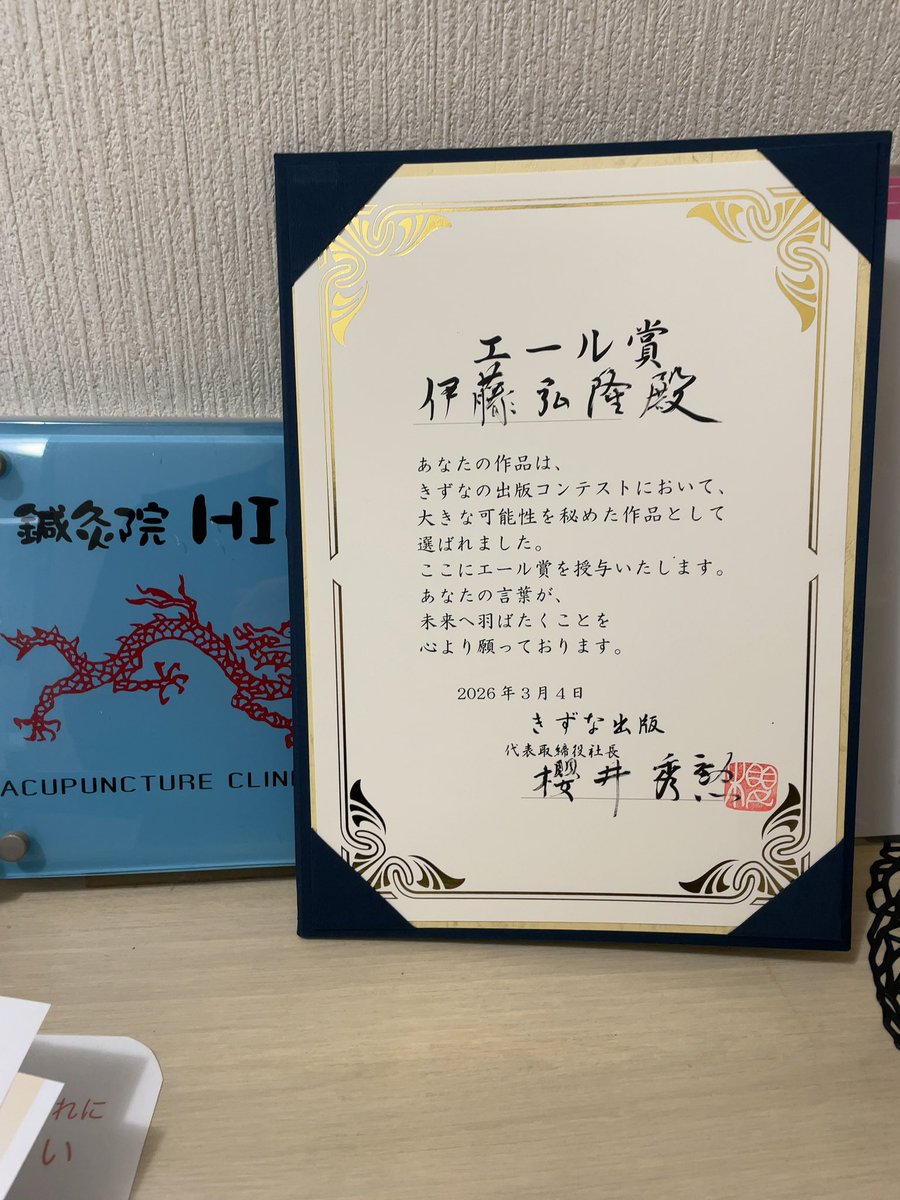 エール賞
伊藤弘隆殿
あなたの作品は、
きずなの出版コンテストにおいて、
大きな可能性を秘めた作品として
選ばれました。
ここにエール賞を授与いたします。
あなたの言葉が、
未来へ羽ばたくことを
心より願っております。
2026年3月4日
きずな出版
代表取締役社長
櫻井秀勲
鍼灸院 HI
ACUPUNCTURE CLIN
れに
い